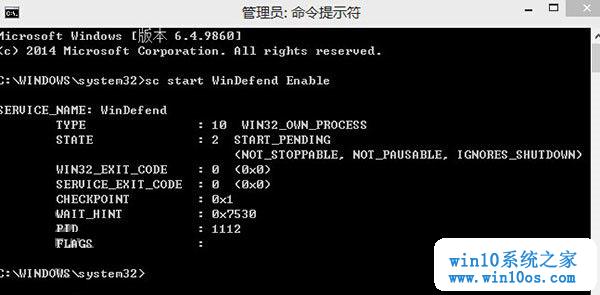 管理员: 命令提示符
Microsoft Windows [版本 6.4.9860]
(c) 2014 Microsoft Corporation. All rights reserved.
C:\WINDOWS\system32>sc start WinDefend Enable
SERVICE_NAME: WinDefend
TYPE : 10 WIN32_OWN_PROCESS
STATE : 2 START_PENDING
(NOT_STOPPABLE, NOT_PAUSABLE, IGNORES_SHUTDOWN)
WIN32_EXIT_CODE : 0 (0x0)
SERVICE_EXIT_CODE : 0 (0x0)
CHECKPOINT : 0x1
WAIT_HINT : 0x7530
PID : 1112
FLAGS :
C:\WINDOWS\system32>
win10系统之家
www.win10os.com